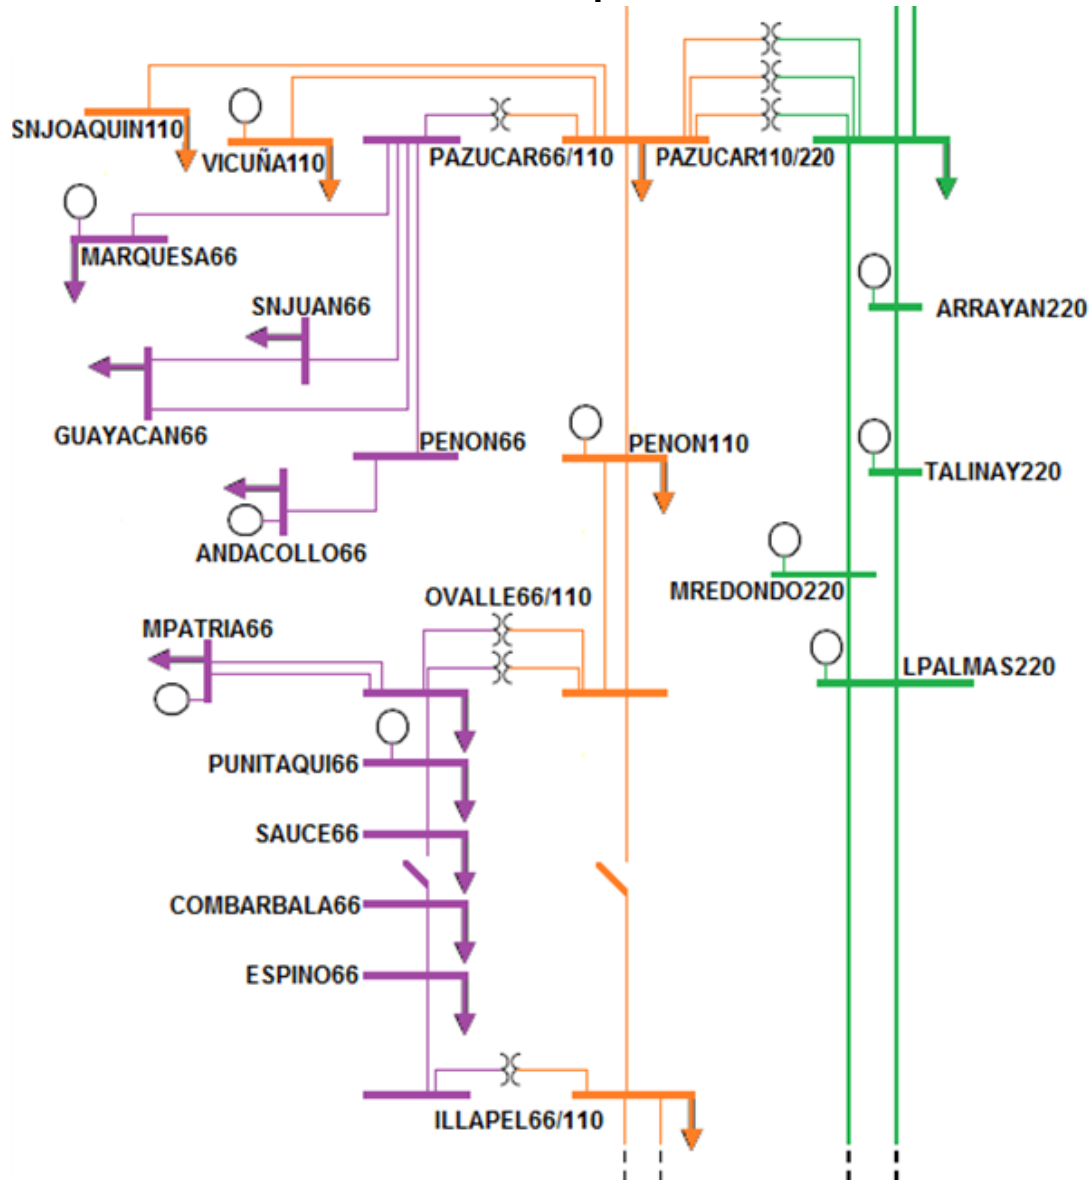 SNJOAQUIN110
VICUÑA110
PAZUCAR66/110
PAZUCAR110/220
MARQUESA66
SNJUAN66
ARRAYAN220
GUAYACAN66
PENON66
PENON110
TALINAY220
ANDACOLLO66
MREDONDO220
OVALLE66/110
MPATRIA66
LPALMAS220
PUNITAQUI66
SAUCE66
COMBARBALA66
ESPINO66
ILLAPEL66/110